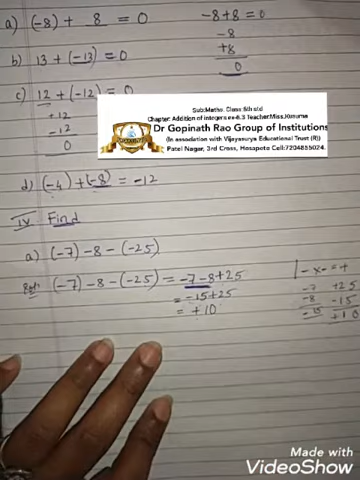 a) (-8) + 8 = 0
-8+8=0
-8
+8
0
b) 13 + (-13) = 0
c) 12 + (-12) = 0
+12
-12
0
Sub:Maths. Class:6th std
Chapter: Addition of integers ex-6.3 Teacher:Miss.Kusuma
Dr Gopinath Rao Group of Institutions
(In association with Vijayasurya Educational Trust (R))
Patel Nagar, 3rd Cross, Hosapete Cell:7204855024.
d) (-4) + (-8) = -12
IV Find
a) (-7) -8 - (-25)
(-7) -8 - (-25) = -7-8+25
= -15+25
= +10
- x - = +
-7
-8
-15
+25
-15
+10
Made with
VideoShow